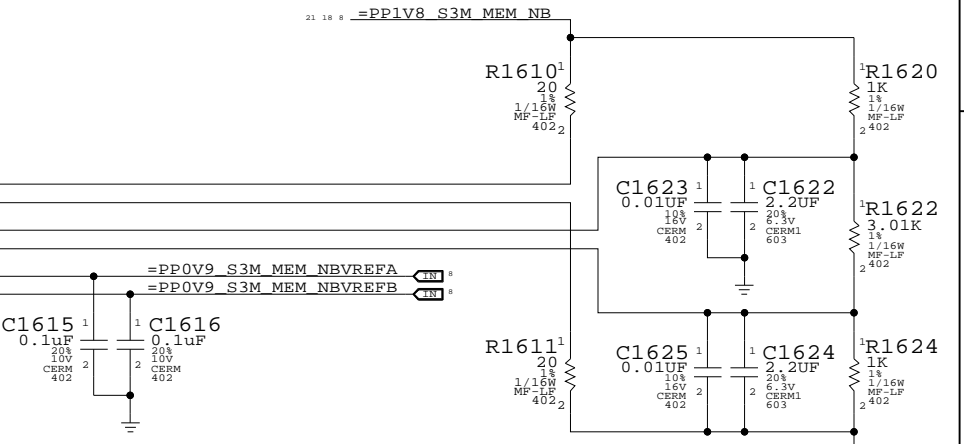 21 18 8 =PP1V8_S3M_MEM_NB
R1610 1
20
1%
1/16W
MF-LF
402 2
1 R1620
1K
1%
1/16W
MF-LF
2 402
C1623 1
0.01UF
10%
16V
CERM 2
402
1 C1622
2.2UF
20%
6.3V
2 CERM1
603
1 R1622
3.01K
1%
1/16W
MF-LF
2 402
=PP0V9_S3M_MEM_NBVREFA IN 8
=PP0V9_S3M_MEM_NBVREFB IN 8
C1615 1
0.1uF
20%
10V
CERM 2
402
1 C1616
0.1uF
20%
10V
2 CERM
402
R1611 1
20
1%
1/16W
MF-LF
402 2
C1625 1
0.01UF
10%
16V
CERM 2
402
1 C1624
2.2UF
20%
6.3V
2 CERM1
603
1 R1624
1K
1%
1/16W
MF-LF
2 402